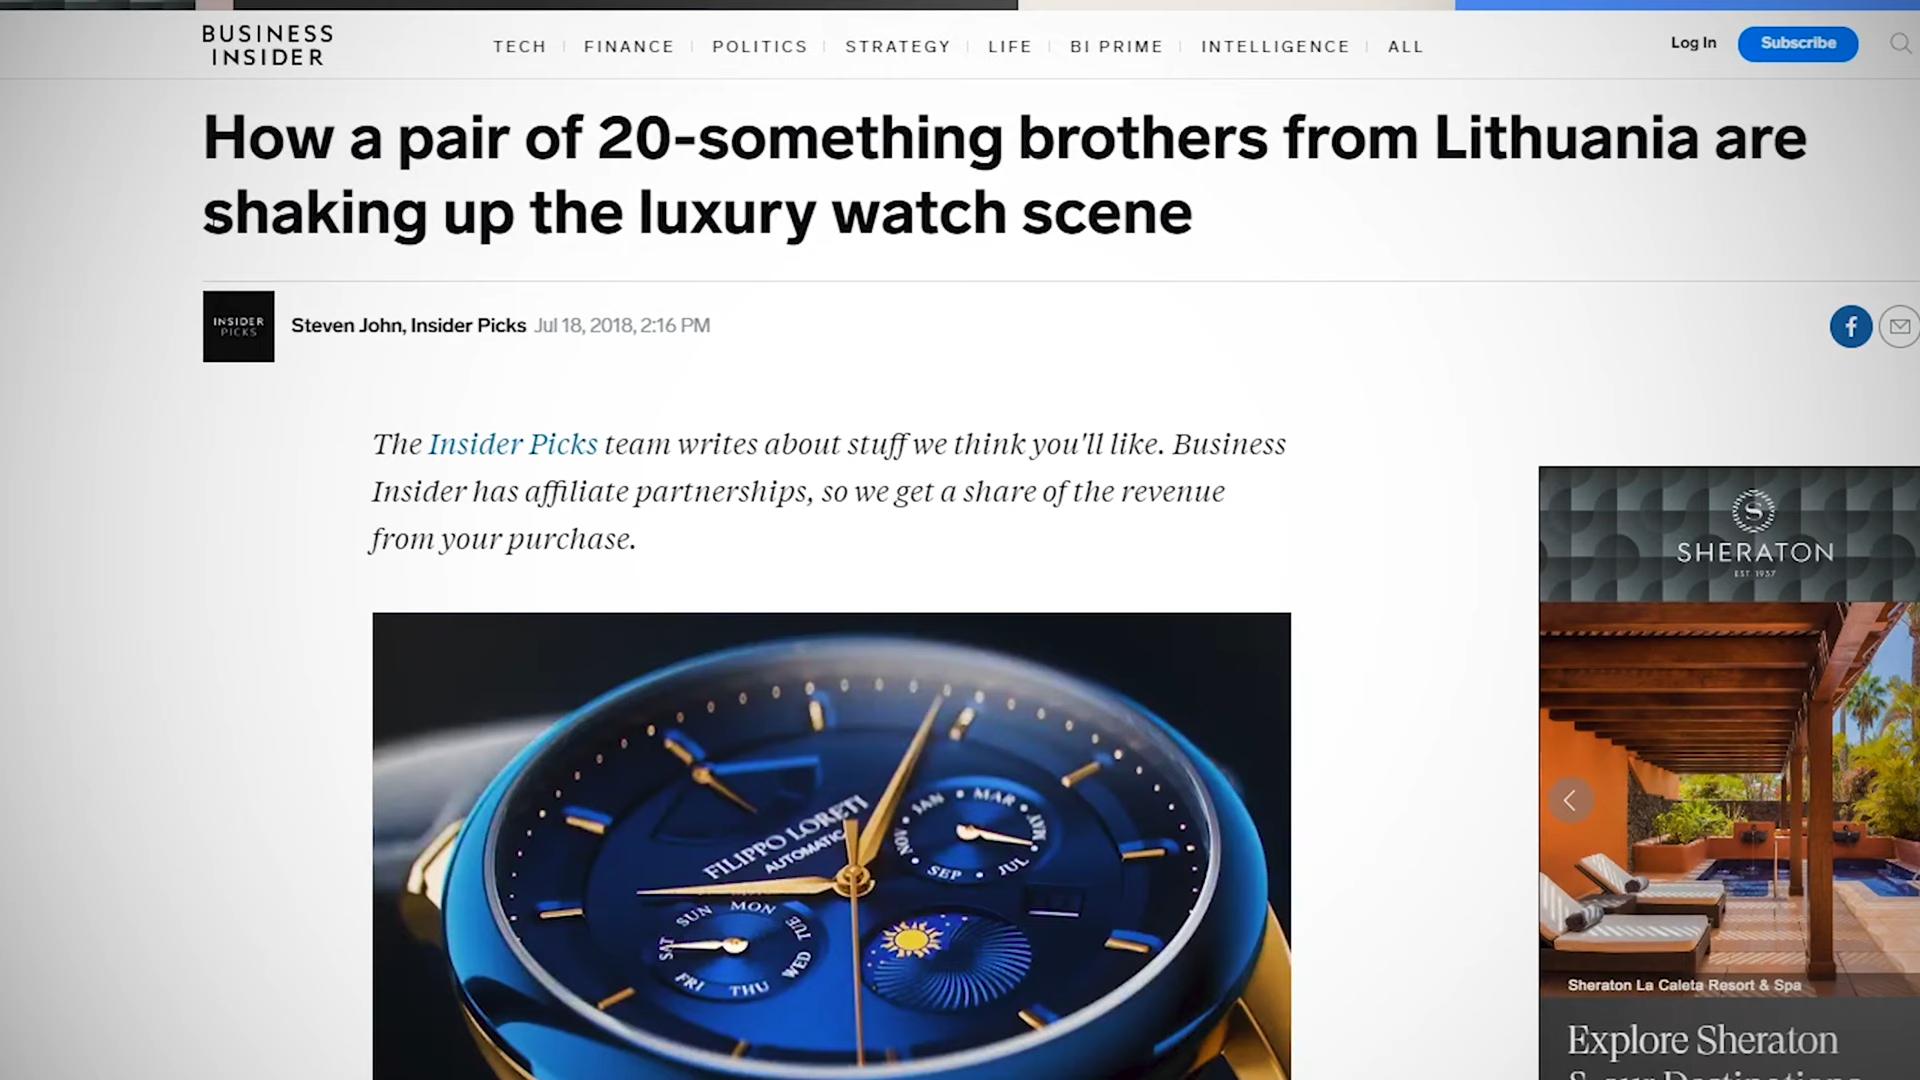 BUSINESS
INSIDER
TECH
FINANCE
POLITICS
STRATEGY
LIFE
BI PRIME
INTELLIGENCE
ALL
Log In
Subscribe
How a pair of 20-something brothers from Lithuania are
shaking up the luxury watch scene
INSIDER
PICKS
Steven John, Insider Picks Jul 18, 2018, 2:16 PM
f
The Insider Picks team writes about stuff we think you'll like. Business
Insider has affiliate partnerships, so we get a share of the revenue
from your purchase.
FILIPPO LORETI
AUTOMATIC
JAN
MAR
MAY
JUL
SEP
NOV
SUN
MON
TUE
WED
THU
FRI
SAT
S
SHERATON
EST 1937
Sheraton La Caleta Resort & Spa
Explore Sheraton
& our Destinations